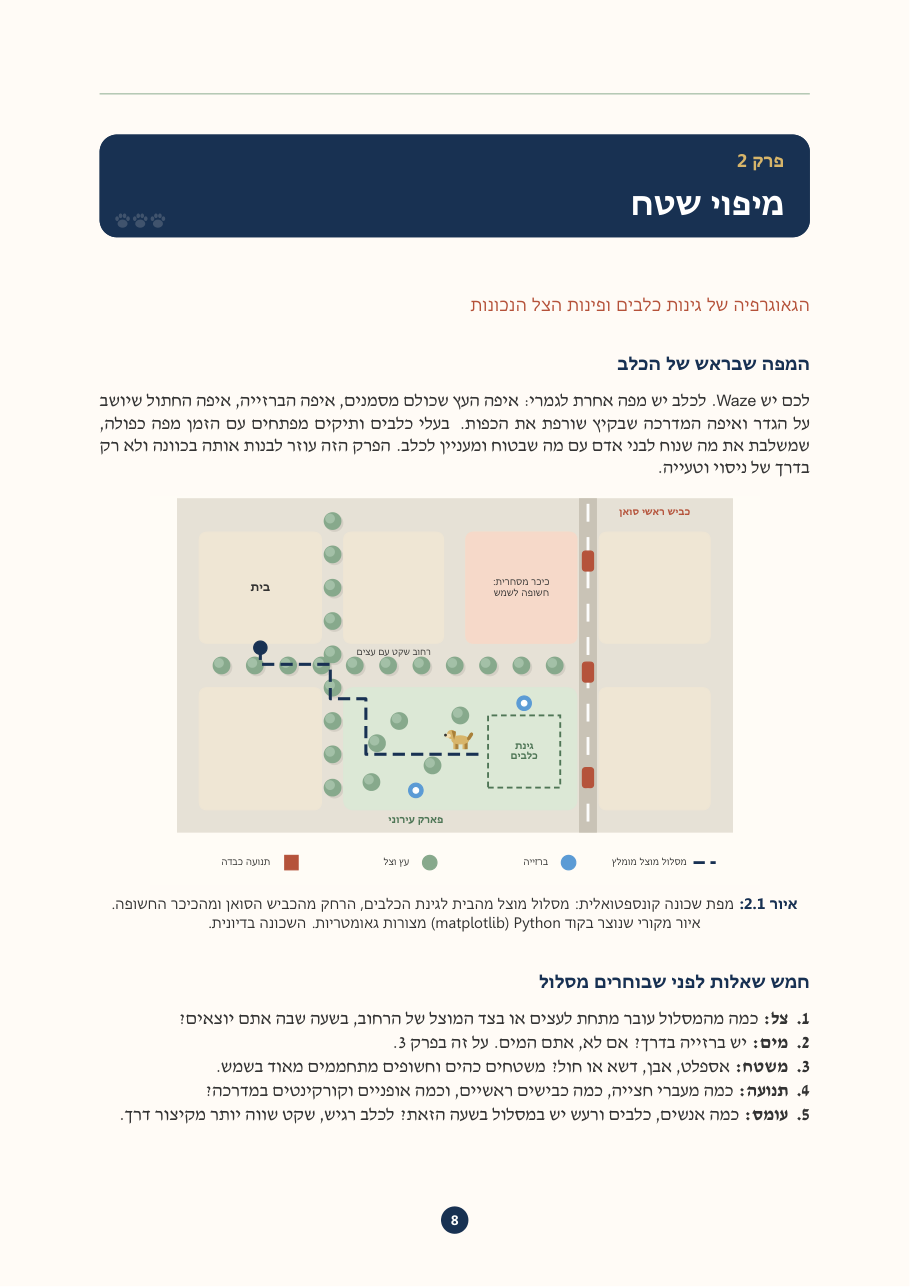 פרק 2
מיפוי שטח
הגאוגרפיה של גינות כלבים ופינות הצל הנכונות
המפה שבראש של הכלב
לכם יש Waze. לכלב יש מפה אחרת לגמרי: איפה העץ שכולם מסמנים, איפה הברזייה, איפה החתול שיושב
על הגדר ואיפה המדרכה שבקיץ שורפת את הכפות. בעלי כלבים ותיקים מפתחים עם הזמן מפה כפולה,
שמשלבת את מה שנוח לבני אדם עם מה שבטוח ומעניין לכלב. הפרק הזה עוזר לבנות אותה בכוונה ולא רק
בדרך של ניסוי וטעייה.
כביש ראשי סואן
כיכר מסחרית:
חשופה לשמש
בית
רחוב שקט עם עצים
גינת
כלבים
פארק עירוני
מסלול מוצל מומלץ
ברזייה
עץ וצל
תנועה כבדה
איור 2.1: מפת שכונה קונספטואלית: מסלול מוצל מהבית לגינת הכלבים, הרחק מהכביש הסואן ומהכיכר החשופה.
איור מקורי שנוצר בקוד Python (matplotlib) מצורות גאומטריות. השכונה בדיונית.
חמש שאלות לפני שבוחרים מסלול
1. צל: כמה מהמסלול עובר מתחת לעצים או בצד המוצל של הרחוב, בשעה שבה אתם יוצאים?
2. מים: יש ברזייה בדרך? אם לא, אתם המים. על זה בפרק 3.
3. משטח: אספלט, אבן, דשא או חול? משטחים כהים וחשופים מתחממים מאוד בשמש.
4. תנועה: כמה מעברי חצייה, כמה כבישים ראשיים, וכמה אופניים וקורקינטים במדרכה?
5. עומס: כמה אנשים, כלבים ורעש יש במסלול בשעה הזאת? לכלב רגיש, שקט שווה יותר מקיצור דרך.
8